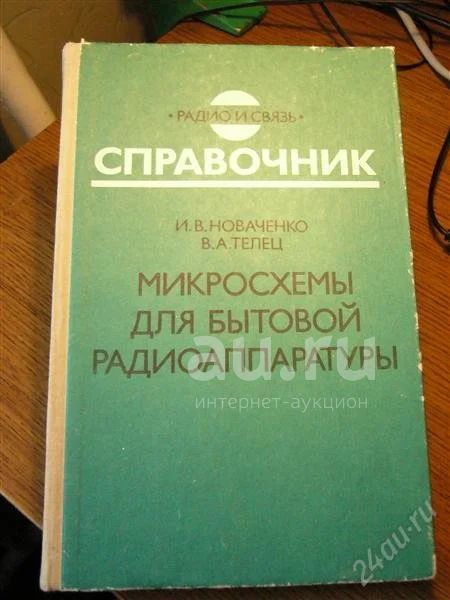 • РАДИО И СВЯЗЬ •
СПРАВОЧНИК
И.В.НОВАЧЕНКО
В.А.ТЕЛЕЦ
МИКРОСХЕМЫ
ДЛЯ БЫТОВОЙ
РАДИОАППАРАТУРЫ
au.ru
интернет-аукцион
24au.ru